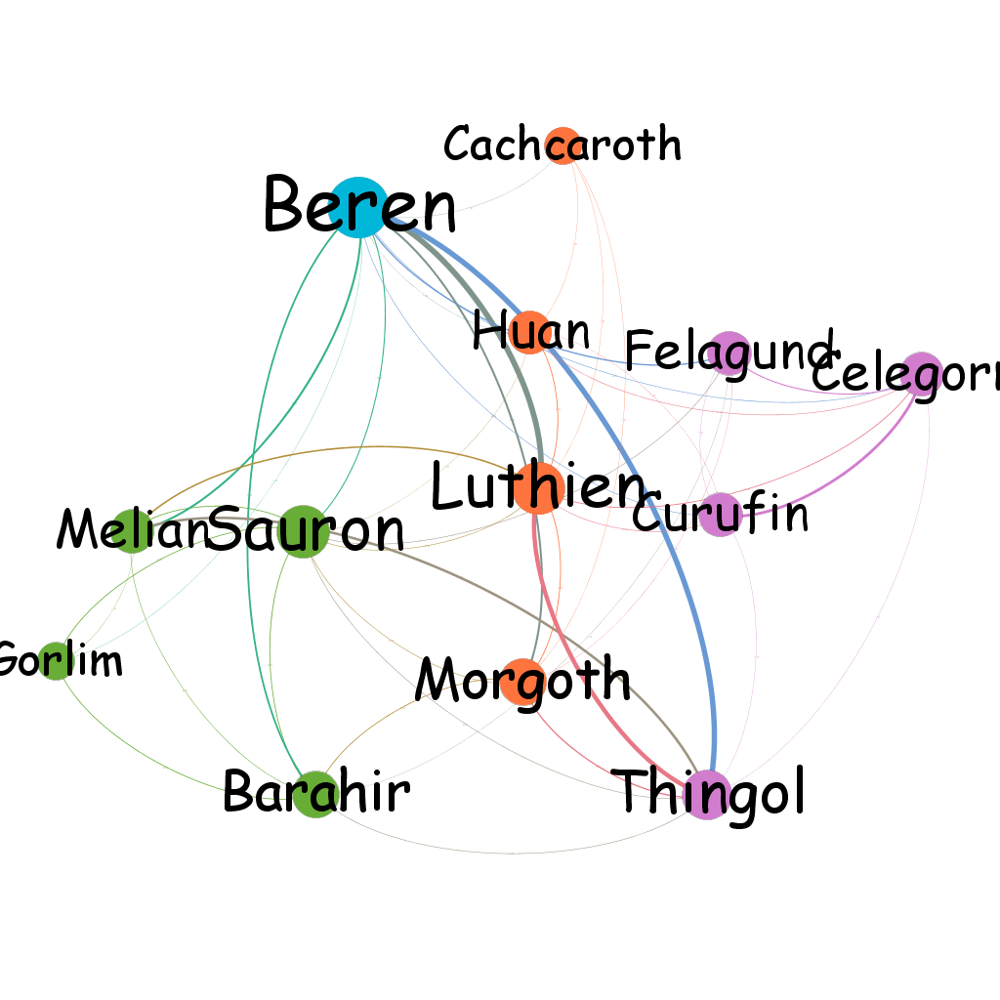 Cachcaroth
Beren
Huan
Felagund
Celegorm
Luthien
Curufin
Melian
Sauron
Gorlim
Morgoth
Barahir
Thingol